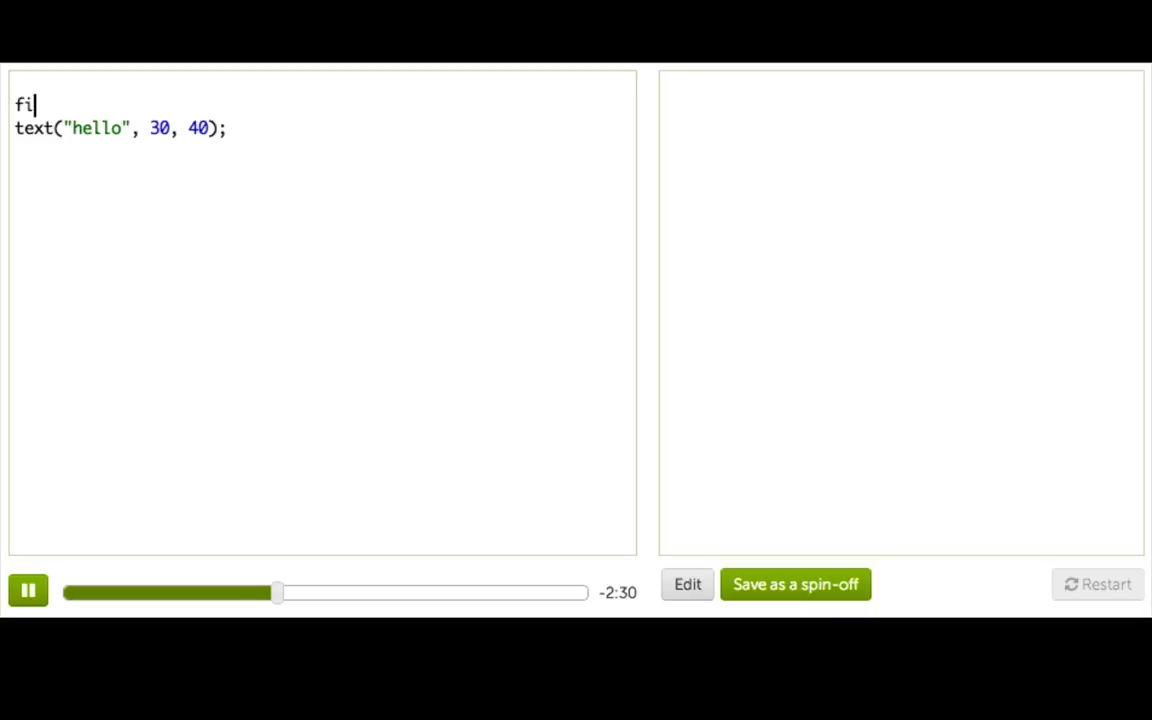 fi
text("hello", 30, 40);
-2:30
Edit
Save as a spin-off
Restart